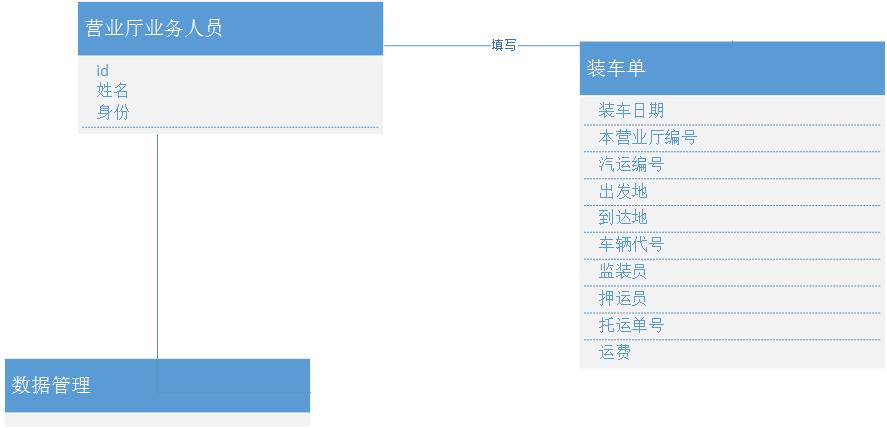 营业厅业务人员
id
姓名
身份
填写
装车单
装车日期
本营业厅编号
汽运编号
出发地
到达地
车辆代号
监装员
押运员
托运单号
运费
数据管理